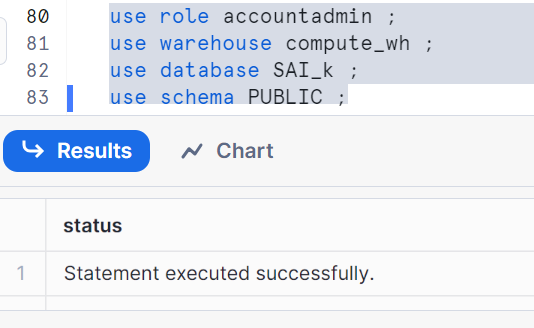 80 use role accountadmin ;
81 use warehouse compute_wh ;
82 use database SAI_k ;
83 use schema PUBLIC ;
Results Chart
status
1 Statement executed successfully.